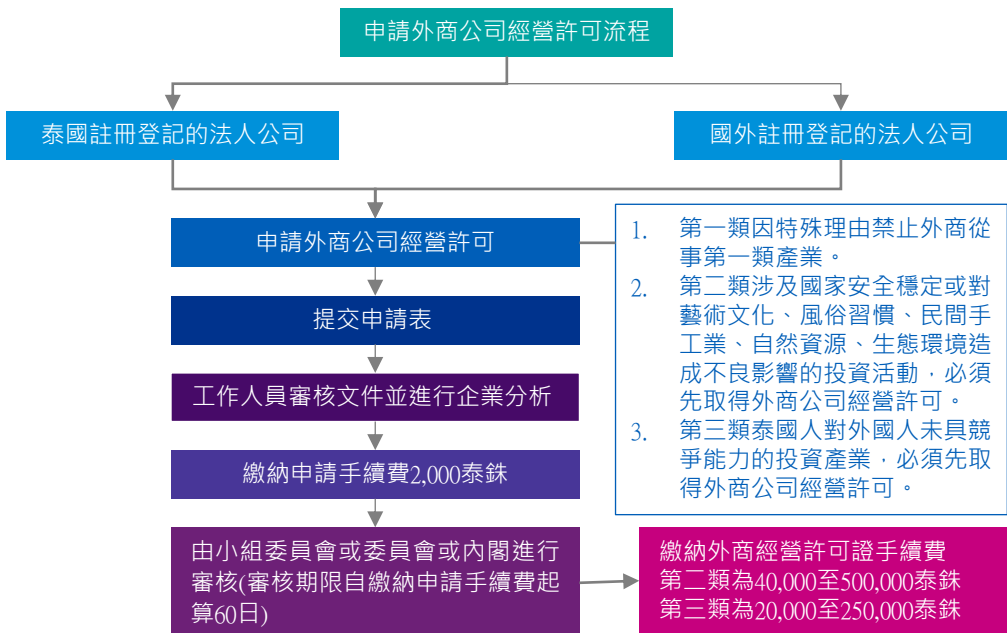 申請外商公司經營許可流程
泰國註冊登記的法人公司
國外註冊登記的法人公司
申請外商公司經營許可
1. 第一類因特殊理由禁止外商從
事第一類產業。
2. 第二類涉及國家安全穩定或對
藝術文化、風俗習慣、民間手
工業、自然資源、生態環境造
成不良影響的投資活動，必須
先取得外商公司經營許可。
3. 第三類泰國人對外國人未具競
爭能力的投資產業，必須先取
得外商公司經營許可。
提交申請表
工作人員審核文件並進行企業分析
繳納申請手續費2,000泰銖
由小組委員會或委員會或內閣進行
審核(審核期限自繳納申請手續費起
算60日)
繳納外商經營許可證手續費
第二類為40,000至500,000泰銖
第三類為20,000至250,000泰銖